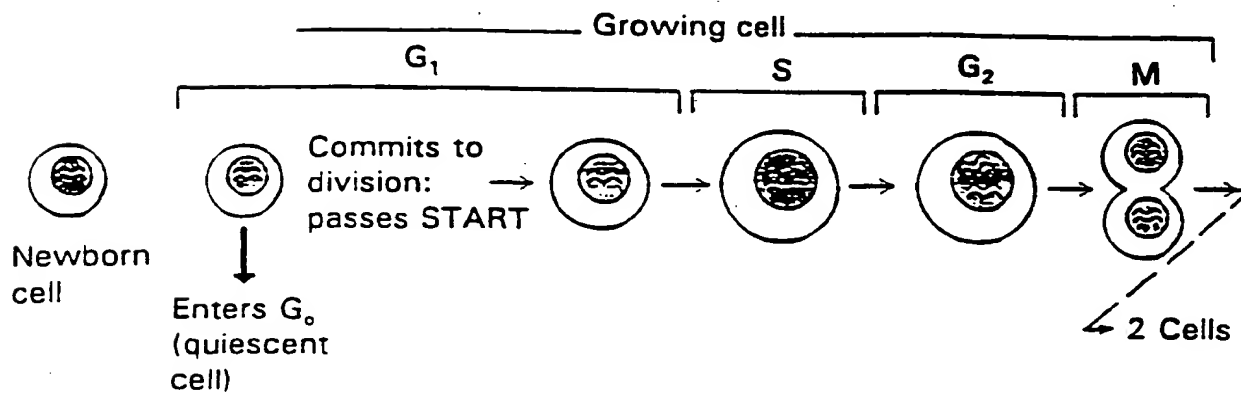 Growing cell
G₁
S
G₂
M
Commits to
division:
passes START
Newborn
cell
Enters G₀
(quiescent
cell)
2 Cells